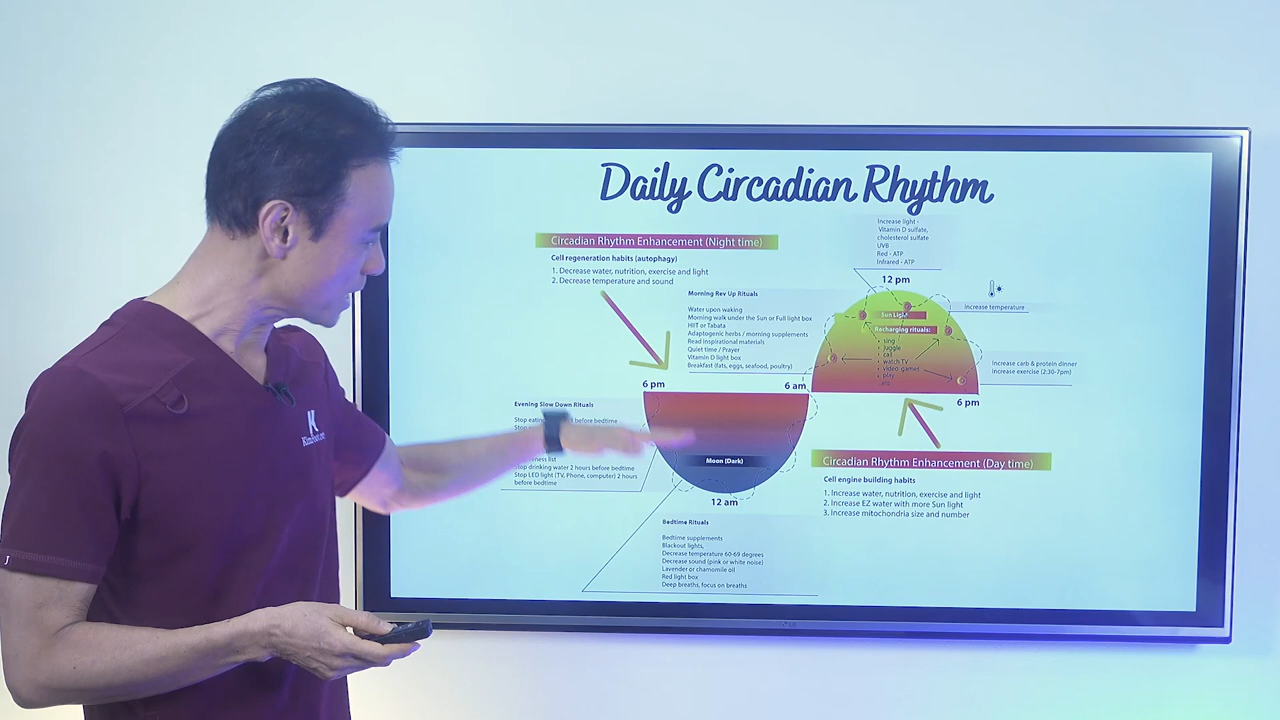 Daily Circadian Rhythm
Circadian Rhythm Enhancement (Night time)
Cell regeneration habits (autophagy)
1. Decrease water, nutrition, exercise and light
2. Decrease temperature and sound
Increase light -
Vitamin D sulfate,
cholesterol sulfate
UVB
Red - ATP
Infrared - ATP
12 pm
Morning Rev Up Rituals
Water upon waking
Morning walk under the Sun or Full light box
HIIT or Tabata
Adaptogenic herbs / morning supplements
Read inspirational materials
Quiet time / Prayer
Vitamin D light box
Breakfast (fats, eggs, seafood, poultry)
Increase temperature
Sun Light
Recharging rituals:
sing
juggle
call
watch TV
video games
play
Increase carb & protein dinner
Increase exercise (2:30-7pm)
6 pm
6 am
6 pm
Evening Slow Down Rituals
Stop eating before bedtime
Stop
list
Stop drinking water 2 hours before bedtime
Stop LED light (TV, Phone, computer) 2 hours
before bedtime
Moon (Dark)
12 am
Circadian Rhythm Enhancement (Day time)
Cell engine building habits
1. Increase water, nutrition, exercise and light
2. Increase EZ water with more Sun light
3. Increase mitochondria size and number
Bedtime Rituals
Bedtime supplements
Blackout lights,
Decrease temperature 60-69 degrees
Decrease sound (pink or white noise)
Lavender or chamomile oil
Red light box
Deep breaths, focus on breaths
K
J
LG